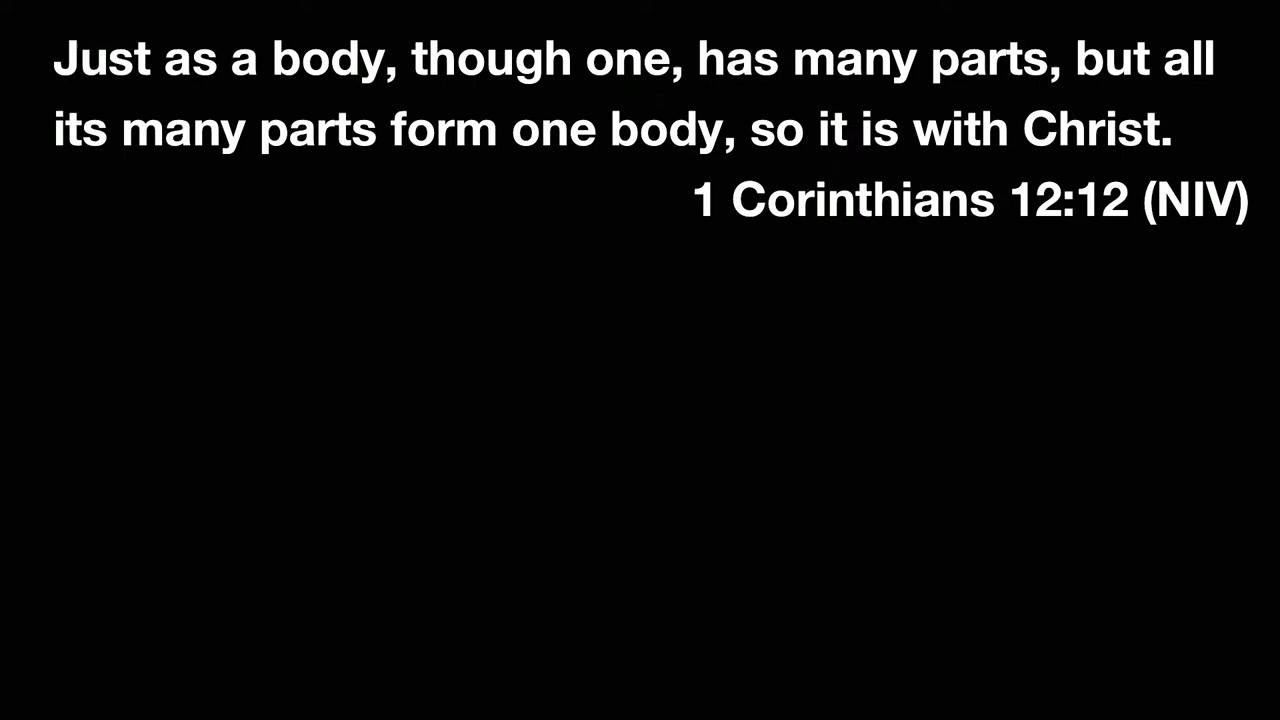 Just as a body, though one, has many parts, but all
its many parts form one body, so it is with Christ.
1 Corinthians 12:12 (NIV)